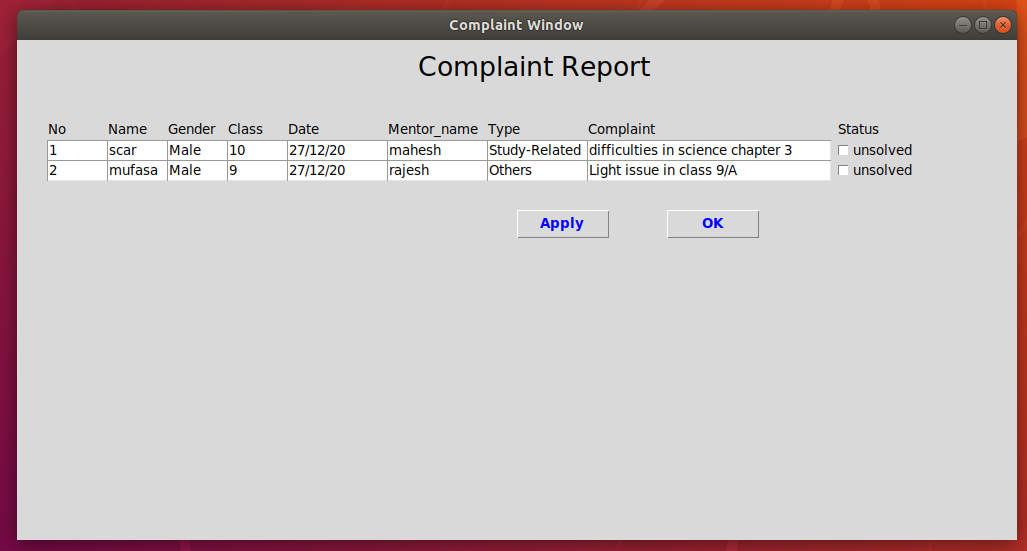 Complaint Window
Complaint Report
No Name Gender Class Date Mentor_name Type Complaint Status
1 scar Male 10 27/12/20 mahesh Study-Related difficulties in science chapter 3 unsolved
2 mufasa Male 9 27/12/20 rajesh Others Light issue in class 9/A unsolved
Apply OK